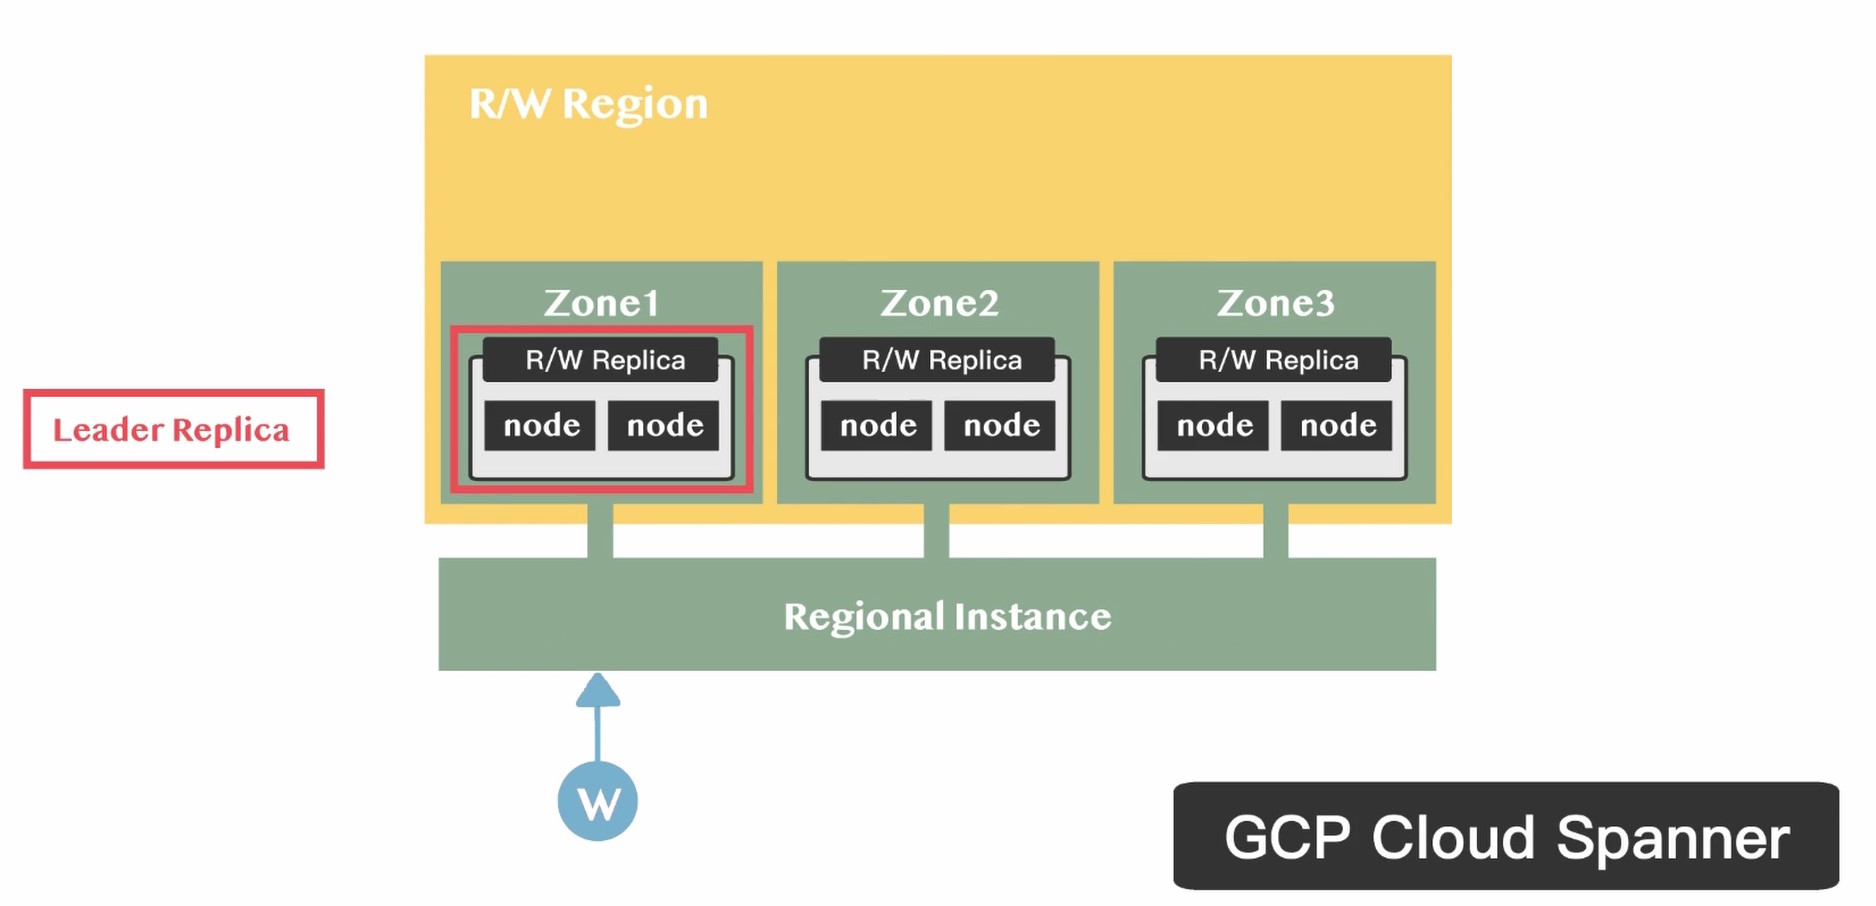 R/W Region
Zone1
Zone2
Zone3
R/W Replica
R/W Replica
R/W Replica
node
node
node
node
node
node
Leader Replica
Regional Instance
W
GCP Cloud Spanner